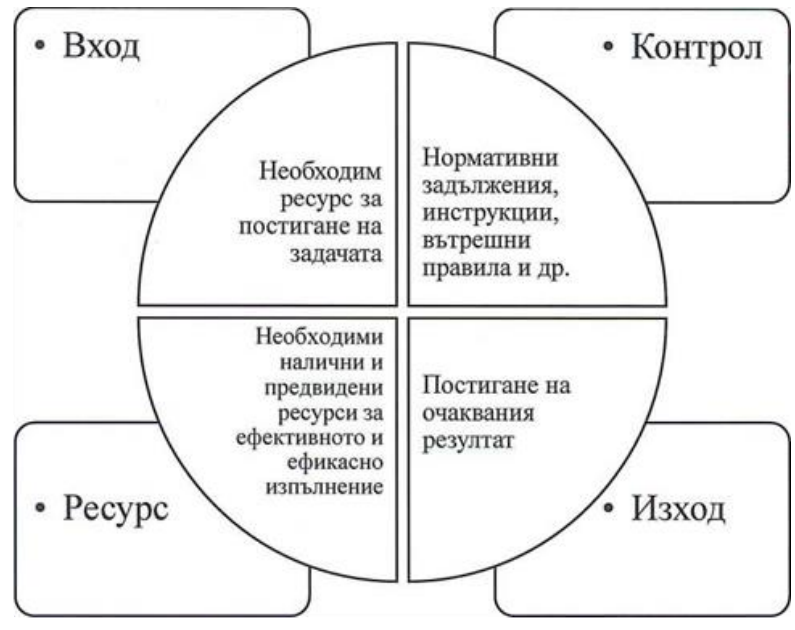 • Вход
Необходим
ресурс за
постигане на
задачата
• Контрол
Нормативни
задължения,
инструкции,
вътрешни
правила и др.
Необходими
налични и
предвидени
ресурси за
ефективното и
ефикасно
изпълнение
• Ресурс
Постигане на
очаквания
резултат
• Изход